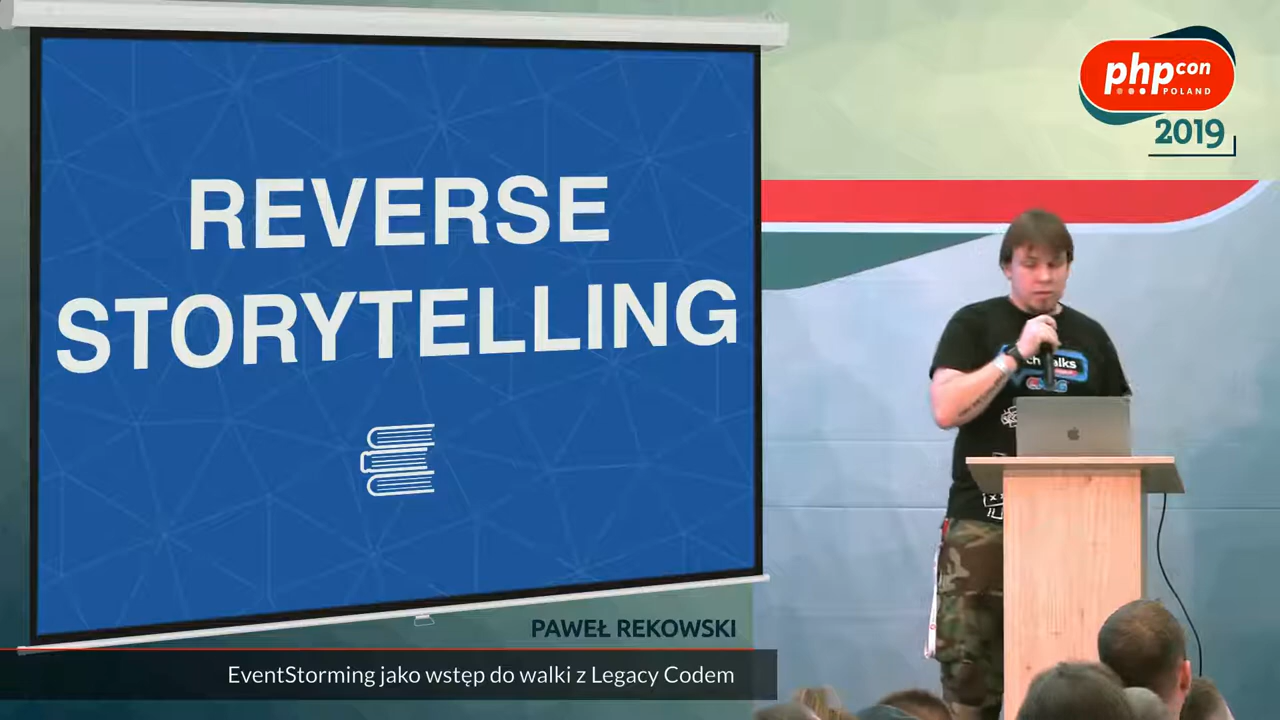 REVERSE
STORYTELLING
php con
POLAND
2019
PAWEŁ REKOWSKI
EventStorming jako wstęp do walki z Legacy Codem